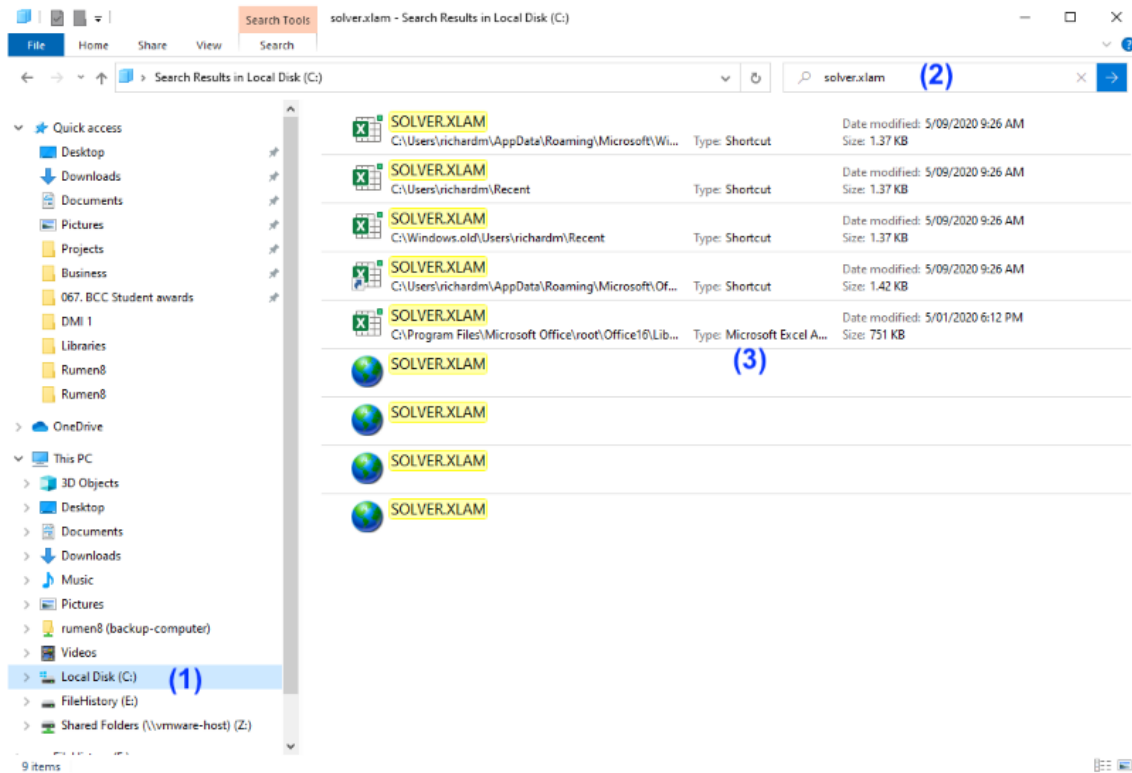 Search Tools
solver.xlam - Search Results in Local Disk (C:)
File
Home
Share
View
Search
Search Results in Local Disk (C:)
solver.xlam
(2)
Quick access
Desktop
Downloads
Documents
Pictures
Projects
Business
067. BCC Student awards
DMI 1
Libraries
Rumen8
Rumen8
OneDrive
This PC
3D Objects
Desktop
Documents
Downloads
Music
Pictures
rumen8 (backup-computer)
Videos
Local Disk (C:)
(1)
FileHistory (E:)
Shared Folders (\\vmware-host) (Z:)
9 items
SOLVER.XLAM
C:\Users\richardm\AppData\Roaming\Microsoft\Wi... Type: Shortcut
Date modified: 5/09/2020 9:26 AM
Size: 1.37 KB
SOLVER.XLAM
C:\Users\richardm\Recent
Date modified: 5/09/2020 9:26 AM
Type: Shortcut
Size: 1.37 KB
SOLVER.XLAM
C:\Windows.old\Users\richardm\Recent
Date modified: 5/09/2020 9:26 AM
Type: Shortcut
Size: 1.37 KB
SOLVER.XLAM
C:\Users\richardm\AppData\Roaming\Microsoft\Of... Type: Shortcut
Date modified: 5/09/2020 9:26 AM
Size: 1.42 KB
SOLVER.XLAM
C:\Program Files\Microsoft Office\root\Office16\Lib... Type: Microsoft Excel A...
Date modified: 5/01/2020 6:12 PM
Size: 751 KB
(3)
SOLVER.XLAM
SOLVER.XLAM
SOLVER.XLAM
SOLVER.XLAM